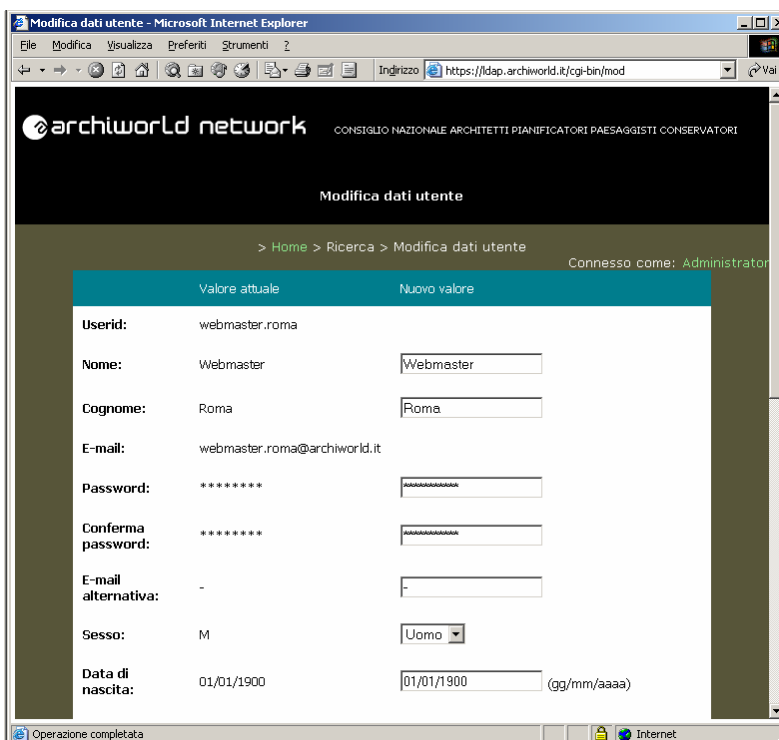 Modifica dati utente - Microsoft Internet Explorer
File Modifica Visualizza Preferiti Strumenti ?
Indirizzo https://ldap.archiworld.it/cgi-bin/mod Vai
archiworld network CONSIGLIO NAZIONALE ARCHITETTI PIANIFICATORI PAESAGGISTI CONSERVATORI
Modifica dati utente
> Home > Ricerca > Modifica dati utente
Connesso come: Administrator
Valore attuale Nuovo valore
Userid: webmaster.roma
Nome: Webmaster Webmaster
Cognome: Roma Roma
E-mail: webmaster.roma@archiworld.it
Password: ******** ***********
Conferma
password: ******** ***********
E-mail
alternativa: - -
Sesso: M Uomo
Data di
nascita: 01/01/1900 01/01/1900 (gg/mm/aaaa)
Operazione completata Internet